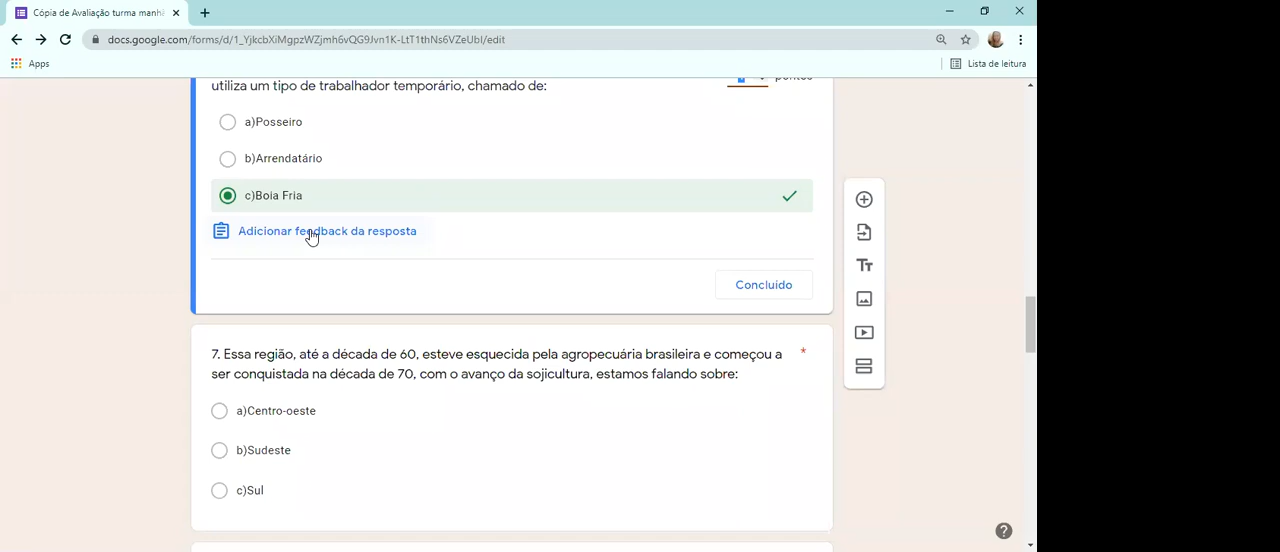 Cópia de Avaliação turma manhã
docs.google.com/forms/d/1_YjkcbXiMgpzWZjmh6vQG9Jvn1K-LtT1thNs6VZeUbI/edit
Apps
Lista de leitura
utiliza um tipo de trabalhador temporário, chamado de:
pontos
a)Posseiro
b)Arrendatário
c)Boia Fria
Adicionar feedback da resposta
Concluído
7. Essa região, até a década de 60, esteve esquecida pela agropecuária brasileira e começou a *
ser conquistada na década de 70, com o avanço da sojicultura, estamos falando sobre:
a)Centro-oeste
b)Sudeste
c)Sul